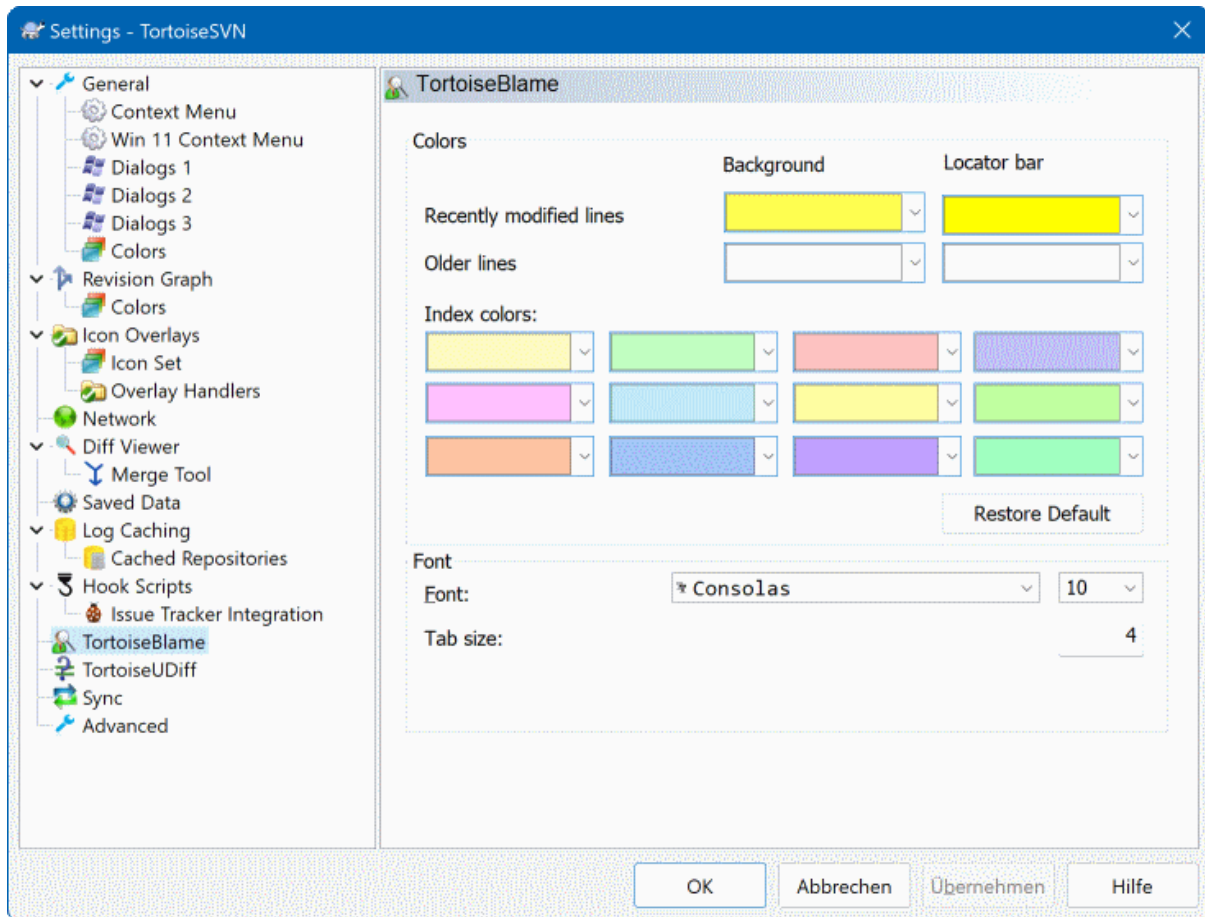 Settings - TortoiseSVN
General
Context Menu
Win 11 Context Menu
Dialogs 1
Dialogs 2
Dialogs 3
Colors
Revision Graph
Colors
Icon Overlays
Icon Set
Overlay Handlers
Network
Diff Viewer
Merge Tool
Saved Data
Log Caching
Cached Repositories
Hook Scripts
Issue Tracker Integration
TortoiseBlame
TortoiseUDiff
Sync
Advanced
TortoiseBlame
Colors
Background Locator bar
Recently modified lines
Older lines
Index colors:
Restore Default
Font
Font: Consolas 10
Tab size: 4
OK Abbrechen Übernehmen Hilfe